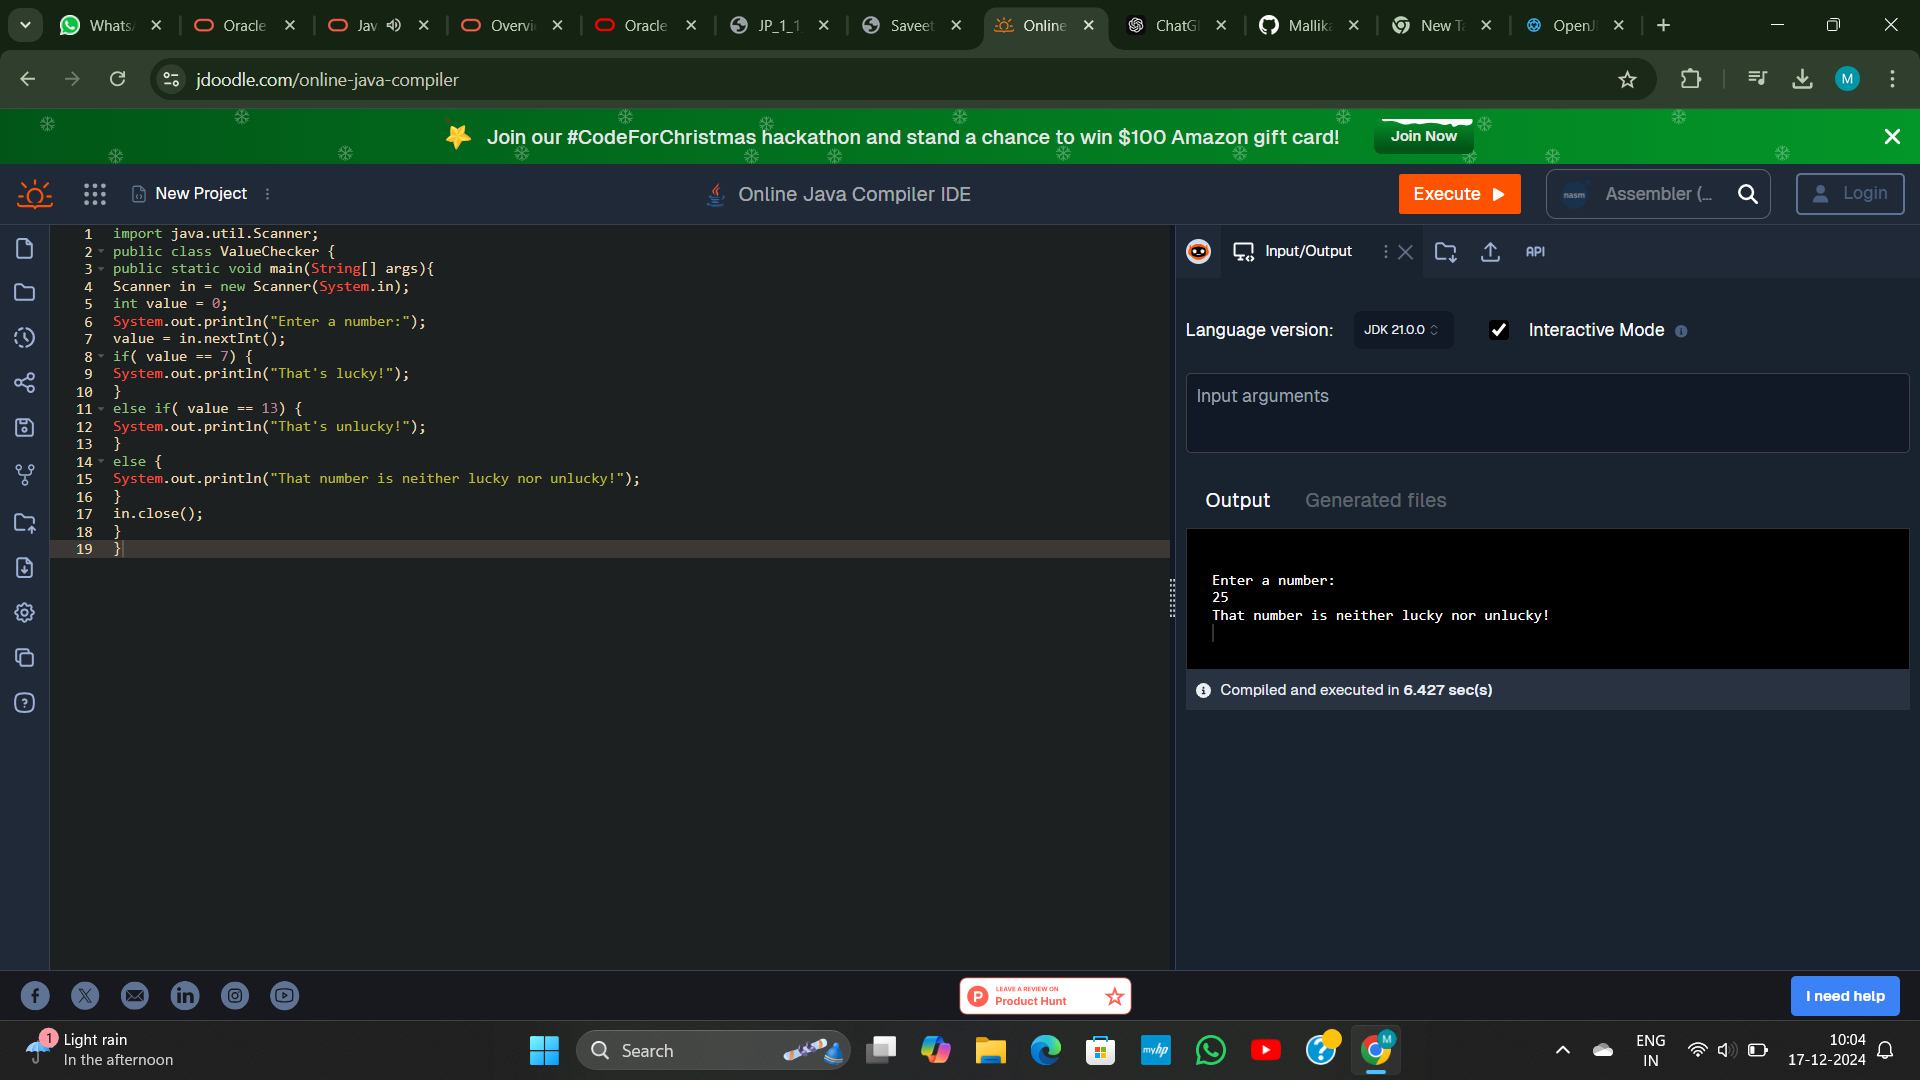 Whats
Oracle
Jav
Overvi
Oracle
JP_1_1
Saveet
Online
ChatG
Mallika
New Ta
OpenJ
jdoodle.com/online-java-compiler
M
Join our #CodeForChristmas hackathon and stand a chance to win $100 Amazon gift card!
Join Now
New Project
Online Java Compiler IDE
Execute
nasm
Assembler (...
Login
1 import java.util.Scanner;
2 public class ValueChecker {
3 public static void main(String[] args){
4 Scanner in = new Scanner(System.in);
5 int value = 0;
6 System.out.println("Enter a number:");
7 value = in.nextInt();
8 if( value == 7) {
9 System.out.println("That's lucky!");
10 }
11 else if( value == 13) {
12 System.out.println("That's unlucky!");
13 }
14 else {
15 System.out.println("That number is neither lucky nor unlucky!");
16 }
17 in.close();
18 }
19 }
Input/Output
API
Language version:
JDK 21.0.0
Interactive Mode
Input arguments
Output
Generated files
Enter a number:
25
That number is neither lucky nor unlucky!
Compiled and executed in 6.427 sec(s)
LEAVE A REVIEW ON
Product Hunt
I need help
1
Light rain
In the afternoon
Search
myhp
M
ENG
IN
10:04
17-12-2024